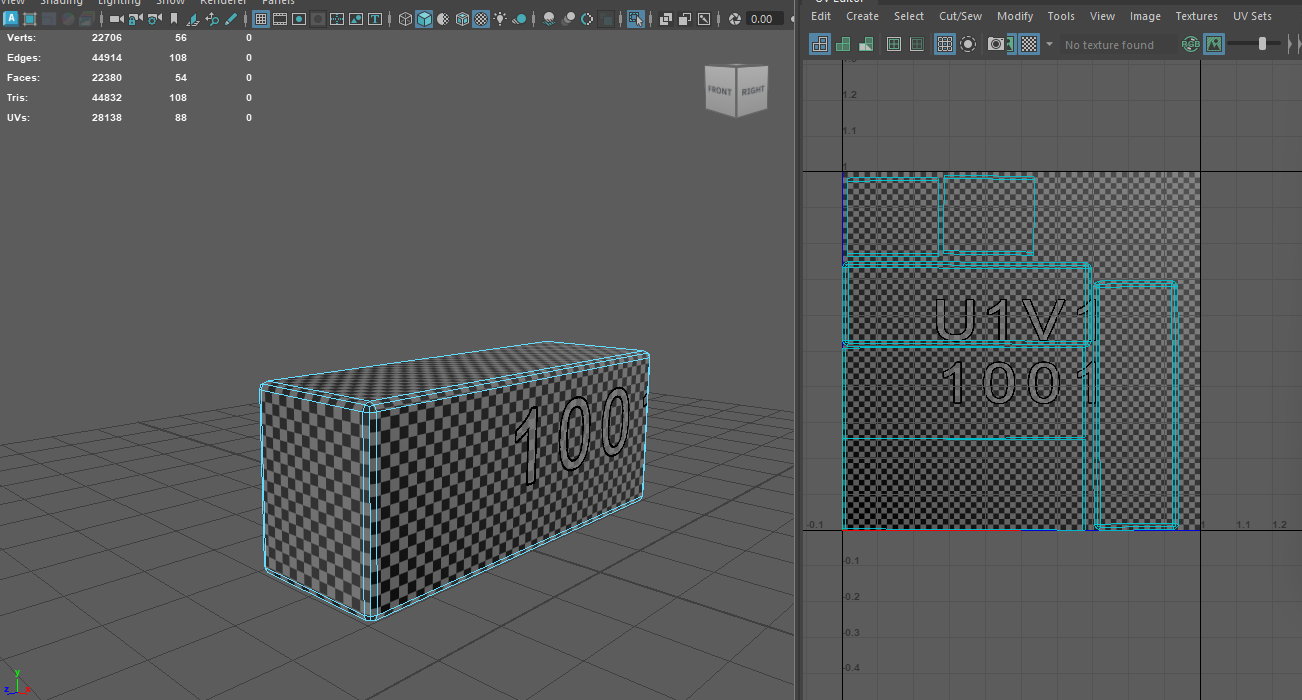 View Shading Lighting Show Renderer Panels
0.00
Verts: 22706 56 0
Edges: 44914 108 0
Faces: 22380 54 0
Tris: 44832 108 0
UVs: 28138 88 0
FRONT RIGHT
100
UV Editor
Edit Create Select Cut/Sew Modify Tools View Image Textures UV Sets
No texture found
RGB
1.2
1.1
1
U1V1
1001
-0.1 1 1.1 1.2
-0.1
-0.2
-0.3
-0.4
y
z